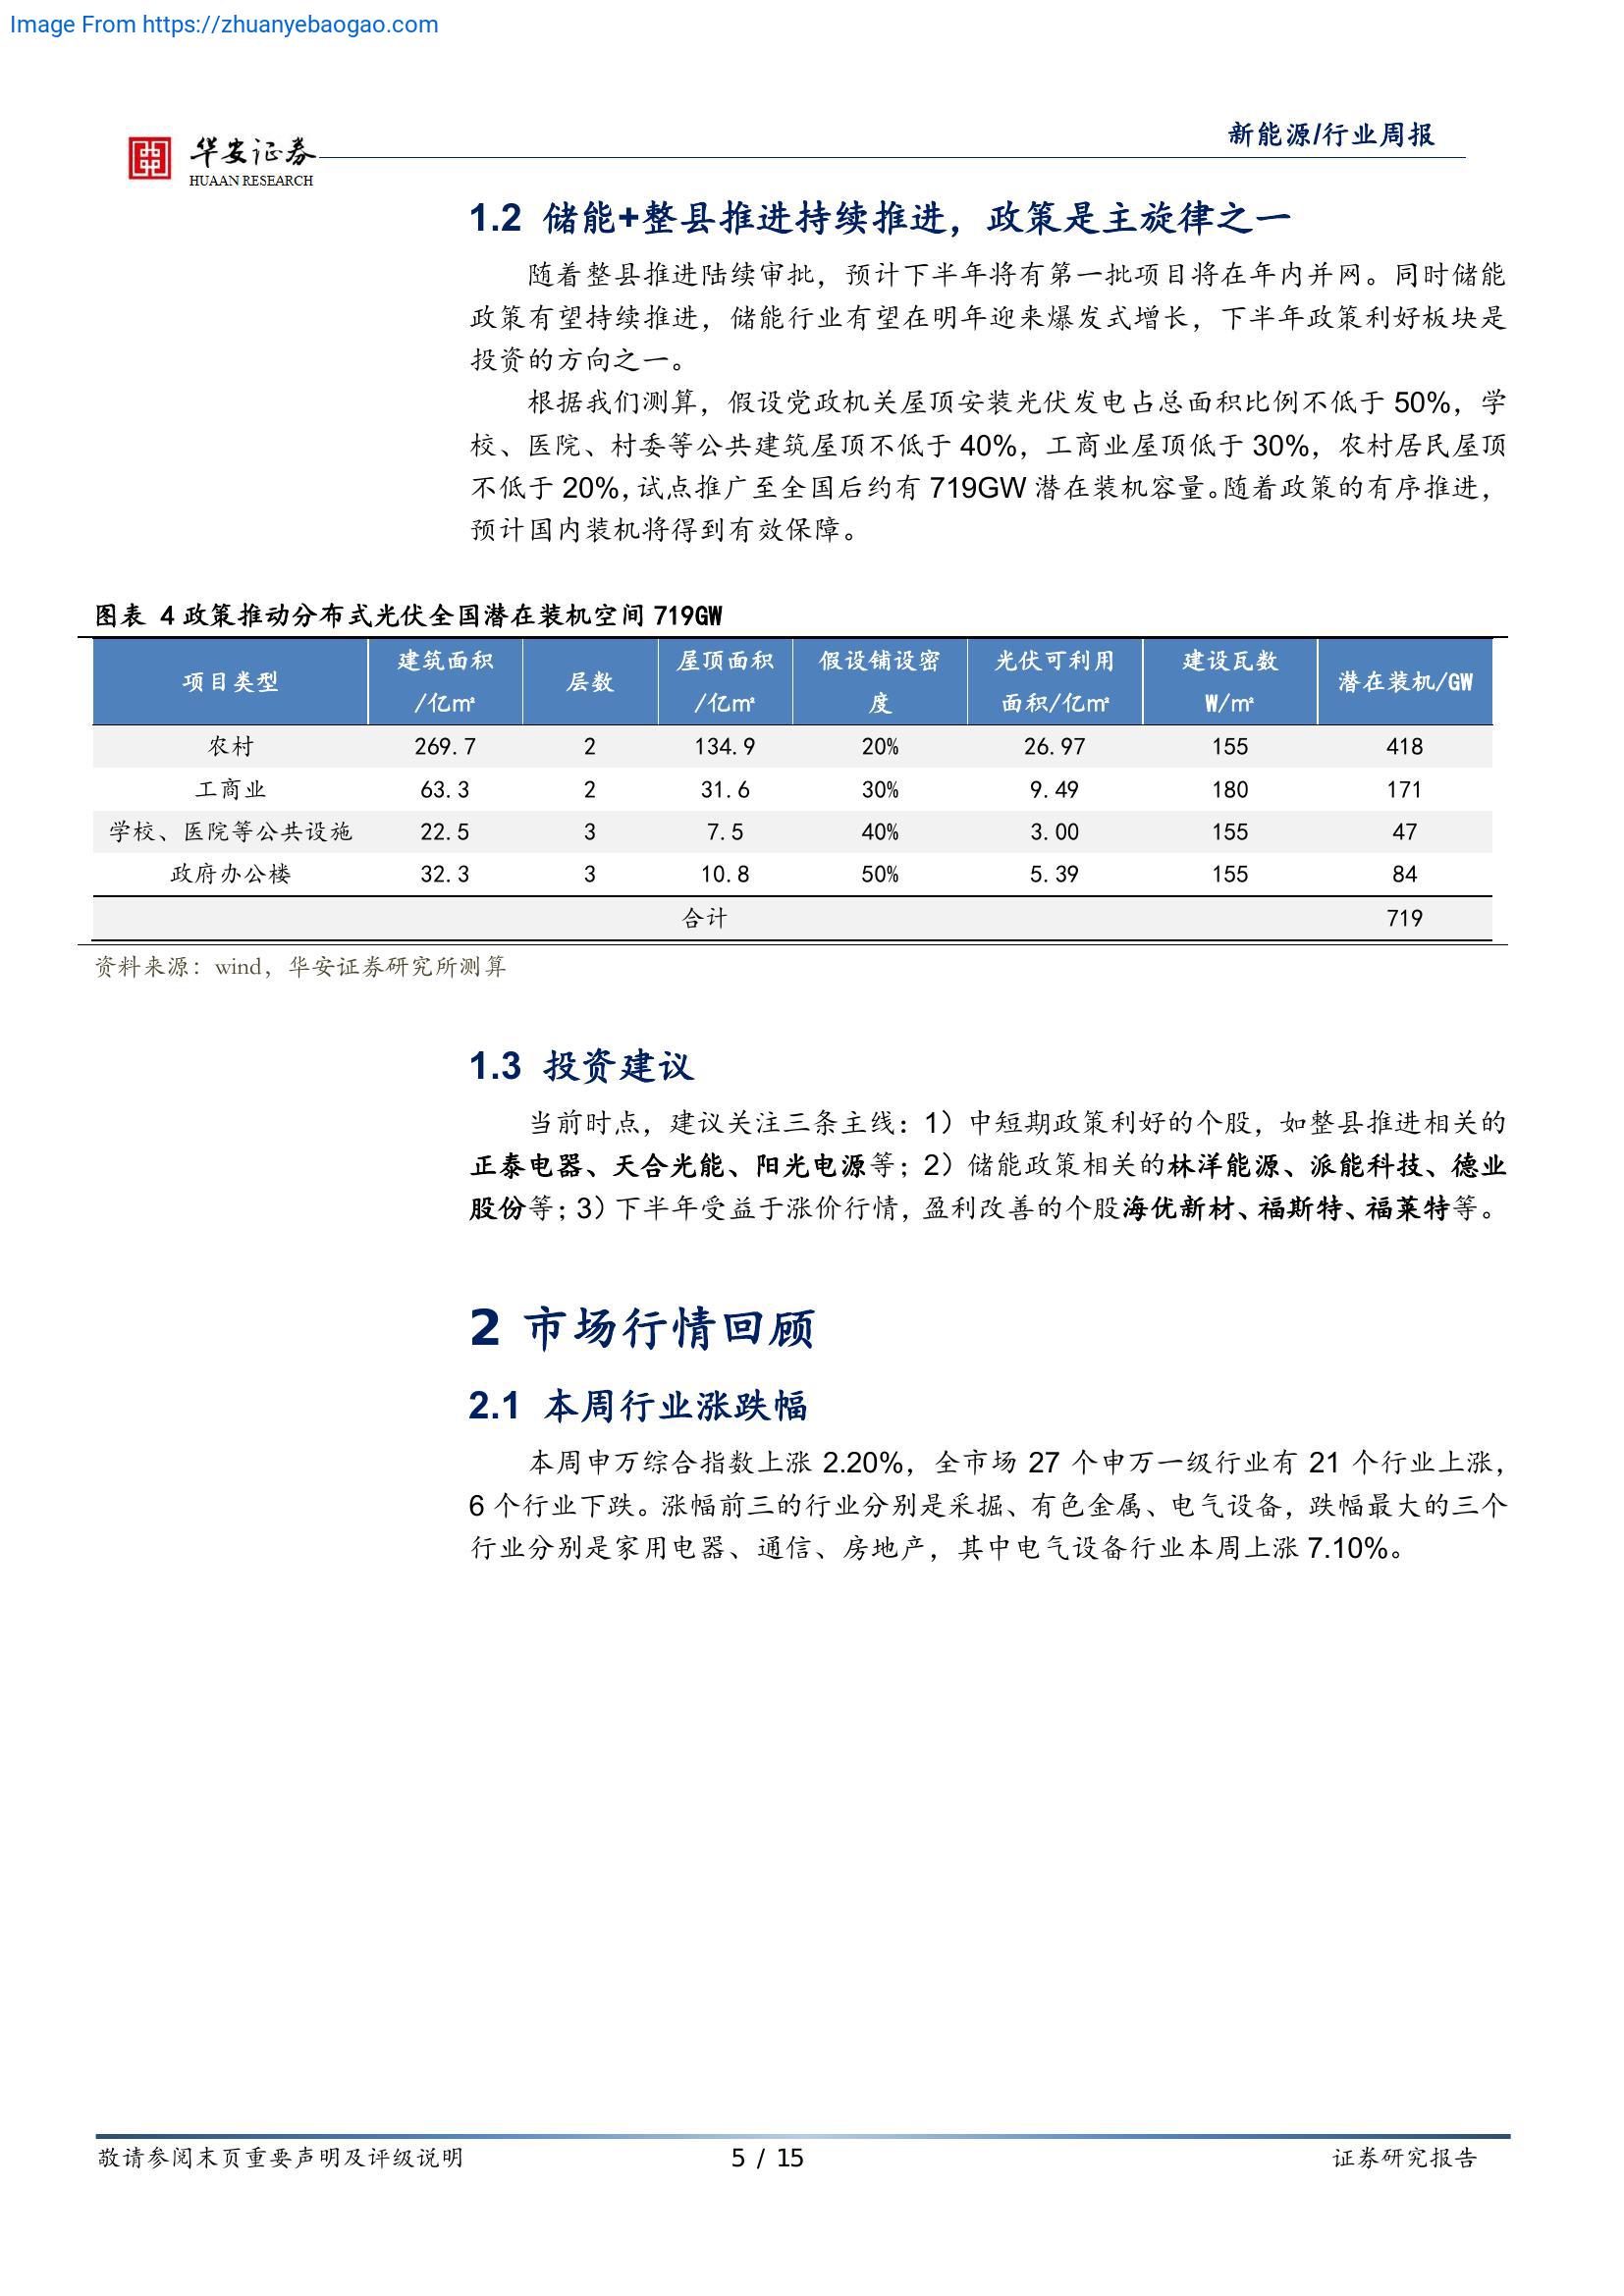 Image From https://zhuanyebaogao.com
华安证券
HUAAN RESEARCH
新能源/行业周报
1.2 储能+整县推进持续推进，政策是主旋律之一
随着整县推进陆续审批，预计下半年将有第一批项目将在年内并网。同时储能
政策有望持续推进，储能行业有望在明年迎来爆发式增长，下半年政策利好板块是
投资的方向之一。
根据我们测算，假设党政机关屋顶安装光伏发电占总面积比例不低于 50%，学
校、医院、村委等公共建筑屋顶不低于 40%，工商业屋顶低于 30%，农村居民屋顶
不低于 20%，试点推广至全国后约有 719GW 潜在装机容量。随着政策的有序推进，
预计国内装机将得到有效保障。
图表 4 政策推动分布式光伏全国潜在装机空间 719GW
项目类型 建筑面积/亿㎡ 层数 屋顶面积/亿㎡ 假设铺设密度 光伏可利用面积/亿㎡ 建设瓦数 W/㎡ 潜在装机/GW
农村 269.7 2 134.9 20% 26.97 155 418
工商业 63.3 2 31.6 30% 9.49 180 171
学校、医院等公共设施 22.5 3 7.5 40% 3.00 155 47
政府办公楼 32.3 3 10.8 50% 5.39 155 84
合计 719
资料来源：wind，华安证券研究所测算
1.3 投资建议
当前时点，建议关注三条主线：1）中短期政策利好的个股，如整县推进相关的
正泰电器、天合光能、阳光电源等；2）储能政策相关的林洋能源、派能科技、德业
股份等；3）下半年受益于涨价行情，盈利改善的个股海优新材、福斯特、福莱特等。
2 市场行情回顾
2.1 本周行业涨跌幅
本周申万综合指数上涨 2.20%，全市场 27 个申万一级行业有 21 个行业上涨，
6 个行业下跌。涨幅前三的行业分别是采掘、有色金属、电气设备，跌幅最大的三个
行业分别是家用电器、通信、房地产，其中电气设备行业本周上涨 7.10%。
敬请参阅末页重要声明及评级说明
5 / 15
证券研究报告